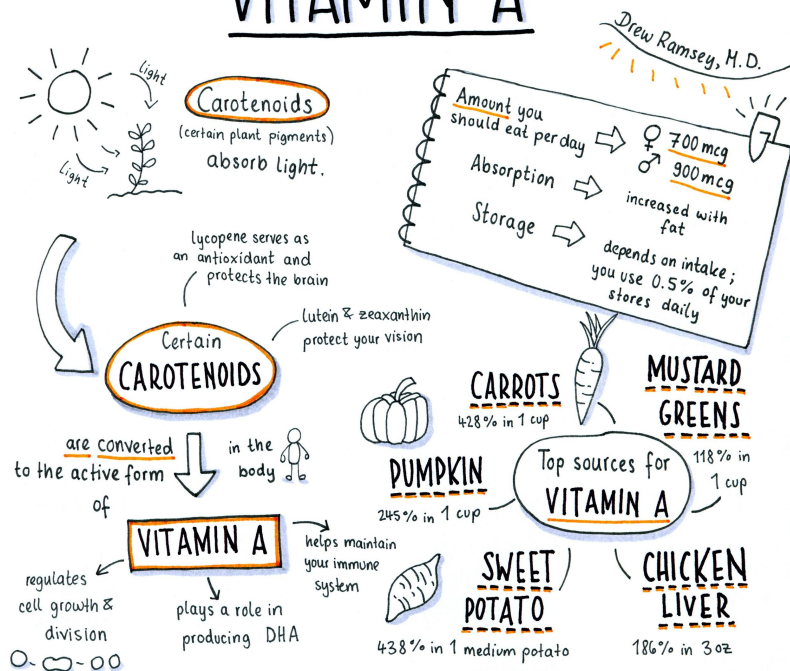 VITAMIN A
Drew Ramsey, M.D.
Light
Light
Carotenoids
(certain plant pigments)
absorb light.
Amount you
should eat per day
♀ 700 mcg
♂ 900 mcg
Absorption
increased with
fat
Storage
depends on intake;
you use 0.5% of your
stores daily
lycopene serves as
an antioxidant and
protects the brain
lutein & zeaxanthin
protect your vision
Certain
CAROTENOIDS
are converted
to the active form
of
in the
body
VITAMIN A
helps maintain
your immune
system
regulates
cell growth &
division
plays a role in
producing DHA
Top sources for
VITAMIN A
CARROTS
428% in 1 cup
MUSTARD
GREENS
118% in
1 cup
PUMPKIN
245% in 1 cup
SWEET
POTATO
438% in 1 medium potato
CHICKEN
LIVER
186% in 3 oz